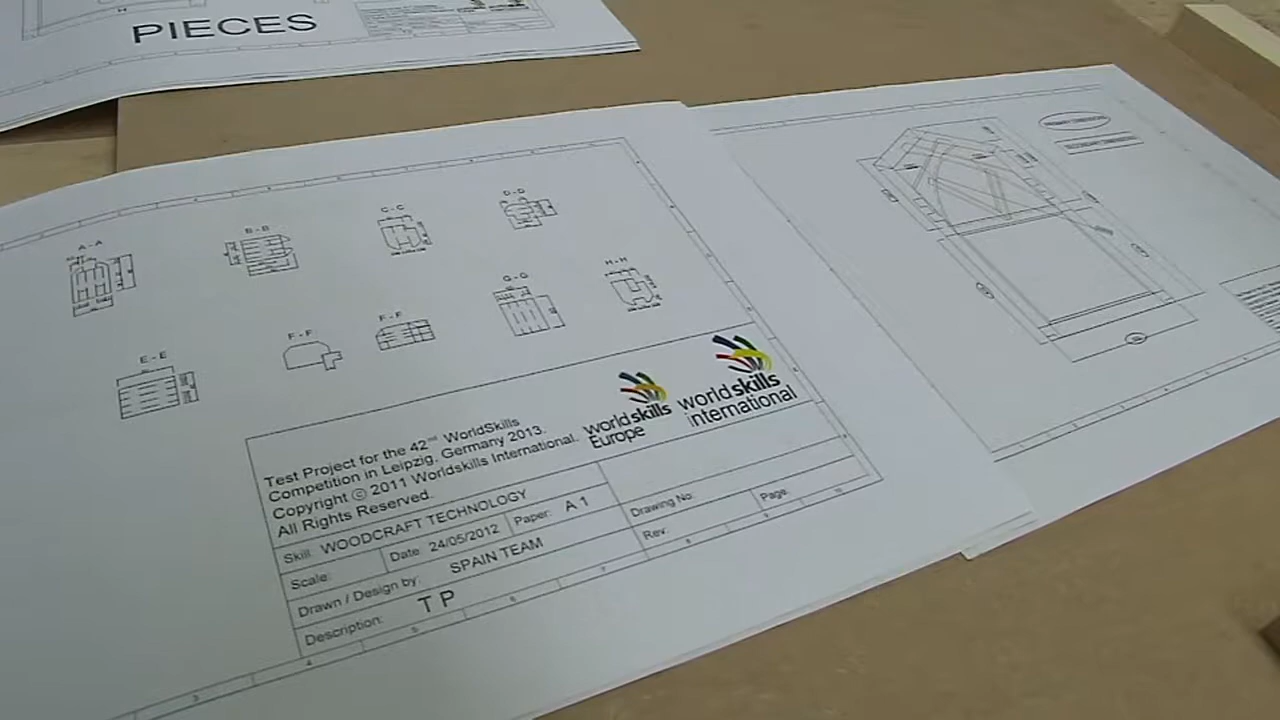 PIECES
A - A
B - B
C - C
D - D
E - E
F - F
F - F
G - G
H - H
Test Project for the 42nd WorldSkills
Competition in Leipzig, Germany 2013.
Copyright © 2011 Worldskills International.
All Rights Reserved.
worldskills
Europe
worldskills
international
Skill: WOODCRAFT TECHNOLOGY
Scale:
Date: 24/05/2012
Paper: A 1
Drawn / Design by: SPAIN TEAM
Description: T P
Drawing No:
Page:
Rev: